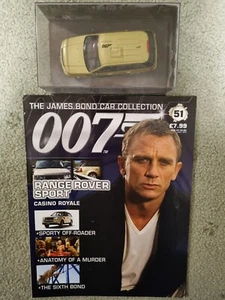 THE JAMES BOND CAR COLLECTION
51
£7.99
007
RANGE ROVER
SPORT
CASINO ROYALE
•SPORTY OFF-ROADER
•ANATOMY OF A MURDER
•THE SIXTH BOND